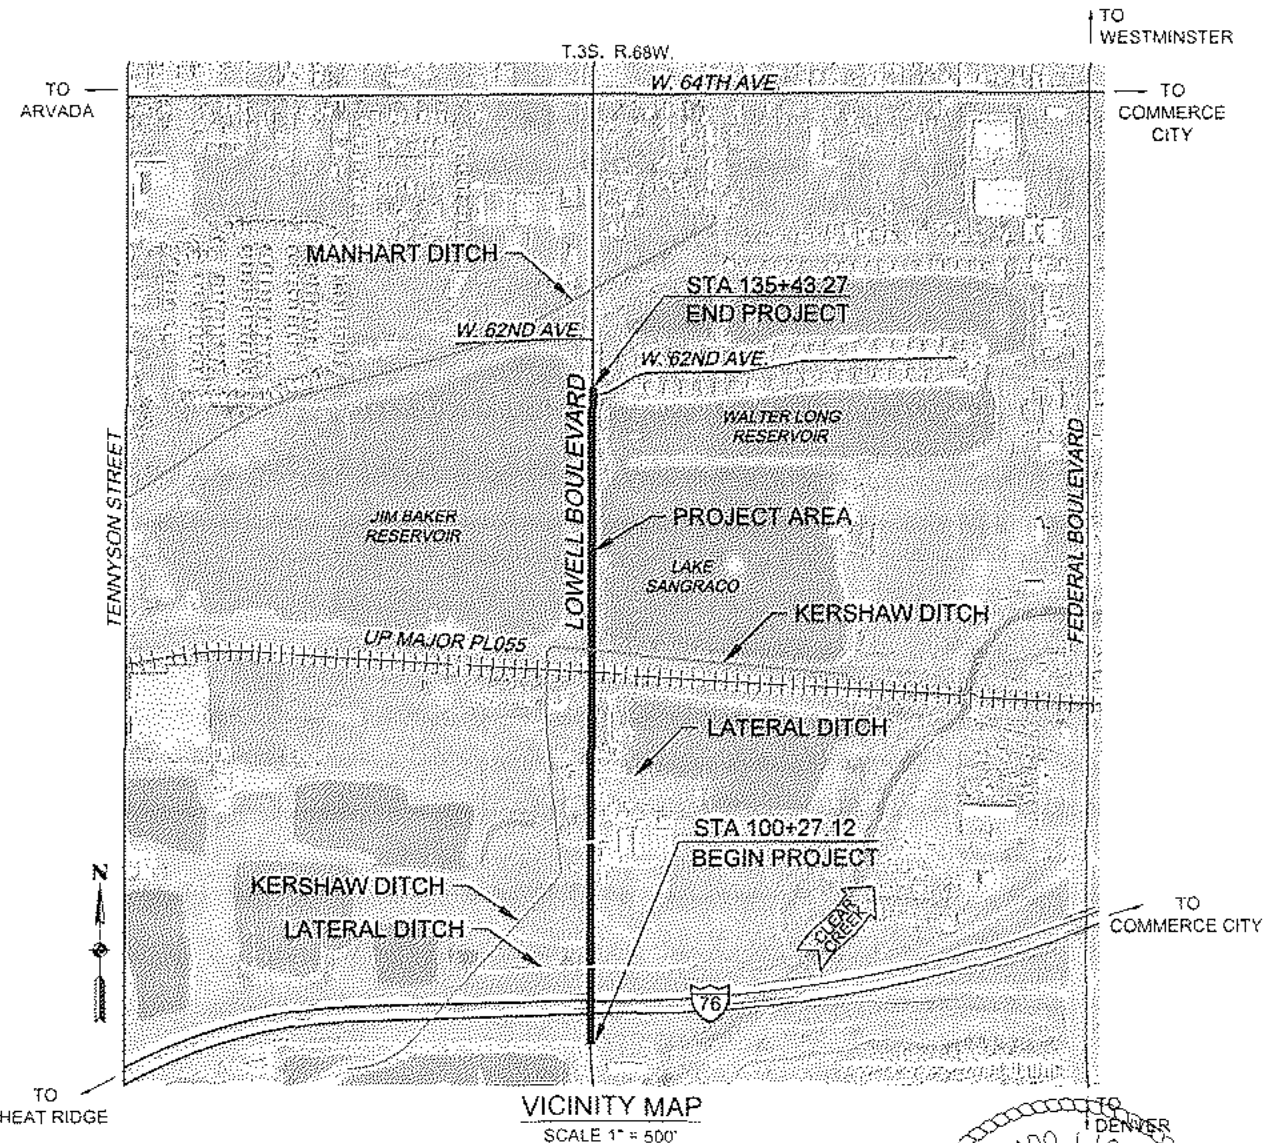 TO
WESTMINSTER
T.3S. R.68W.
W. 64TH AVE
TO
ARVADA
TO
COMMERCE
CITY
MANHART DITCH
STA 135+43.27
END PROJECT
W. 62ND AVE.
W. 62ND AVE.
LOWELL BOULEVARD
WALTER LONG
RESERVOIR
TENNYSON STREET
FEDERAL BOULEVARD
JIM BAKER
RESERVOIR
PROJECT AREA
LAKE
SANGRACO
KERSHAW DITCH
UP MAJOR PL055
LATERAL DITCH
STA 100+27.12
BEGIN PROJECT
N
KERSHAW DITCH
LATERAL DITCH
CLEAR
CREEK
TO
COMMERCE CITY
76
TO
HEAT RIDGE
VICINITY MAP
SCALE 1" = 500'
TO
DENVER